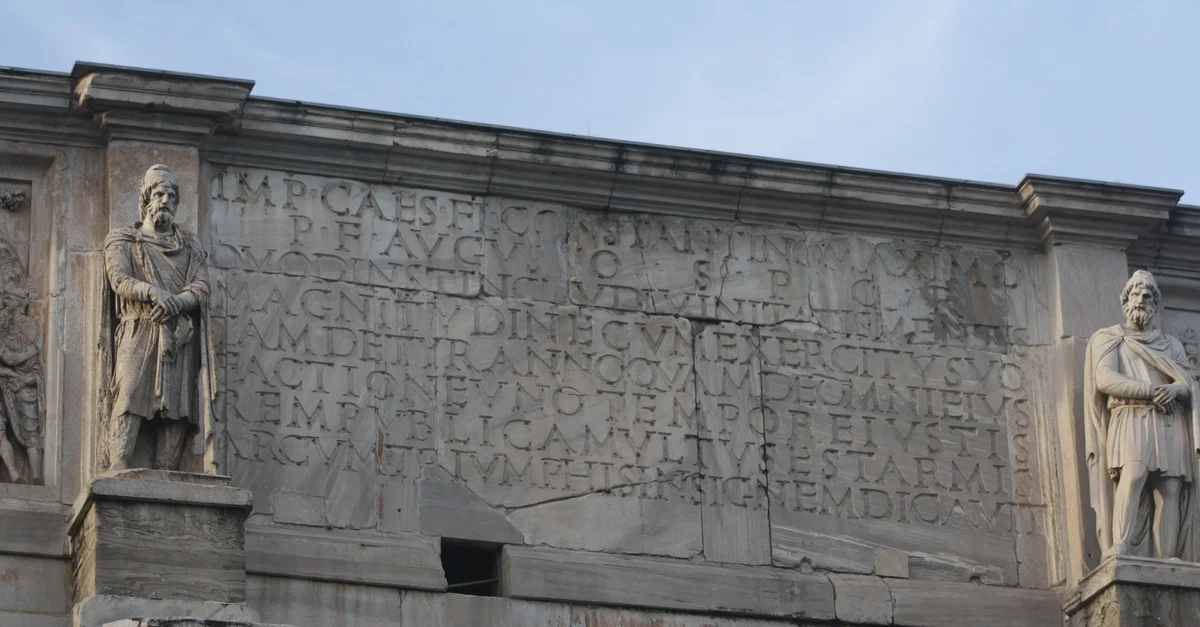 IMP·CAES·FL·CONSTANTINO MAXIMO
P·F·AVGVSTO S·P·Q·R
QVOD INSTINCTV DIVINITATIS MENTIS
MAGNITVDINE CVM EXERCITV SVO
TAM DE TYRANNO QVAM DE OMNI EIVS
FACTIONE VNO TEMPORE IVSTIS
REMPVBLICAM VLTVS EST ARMIS
ARCVM TRIVMPHIS INSIGNEM DICAVIT